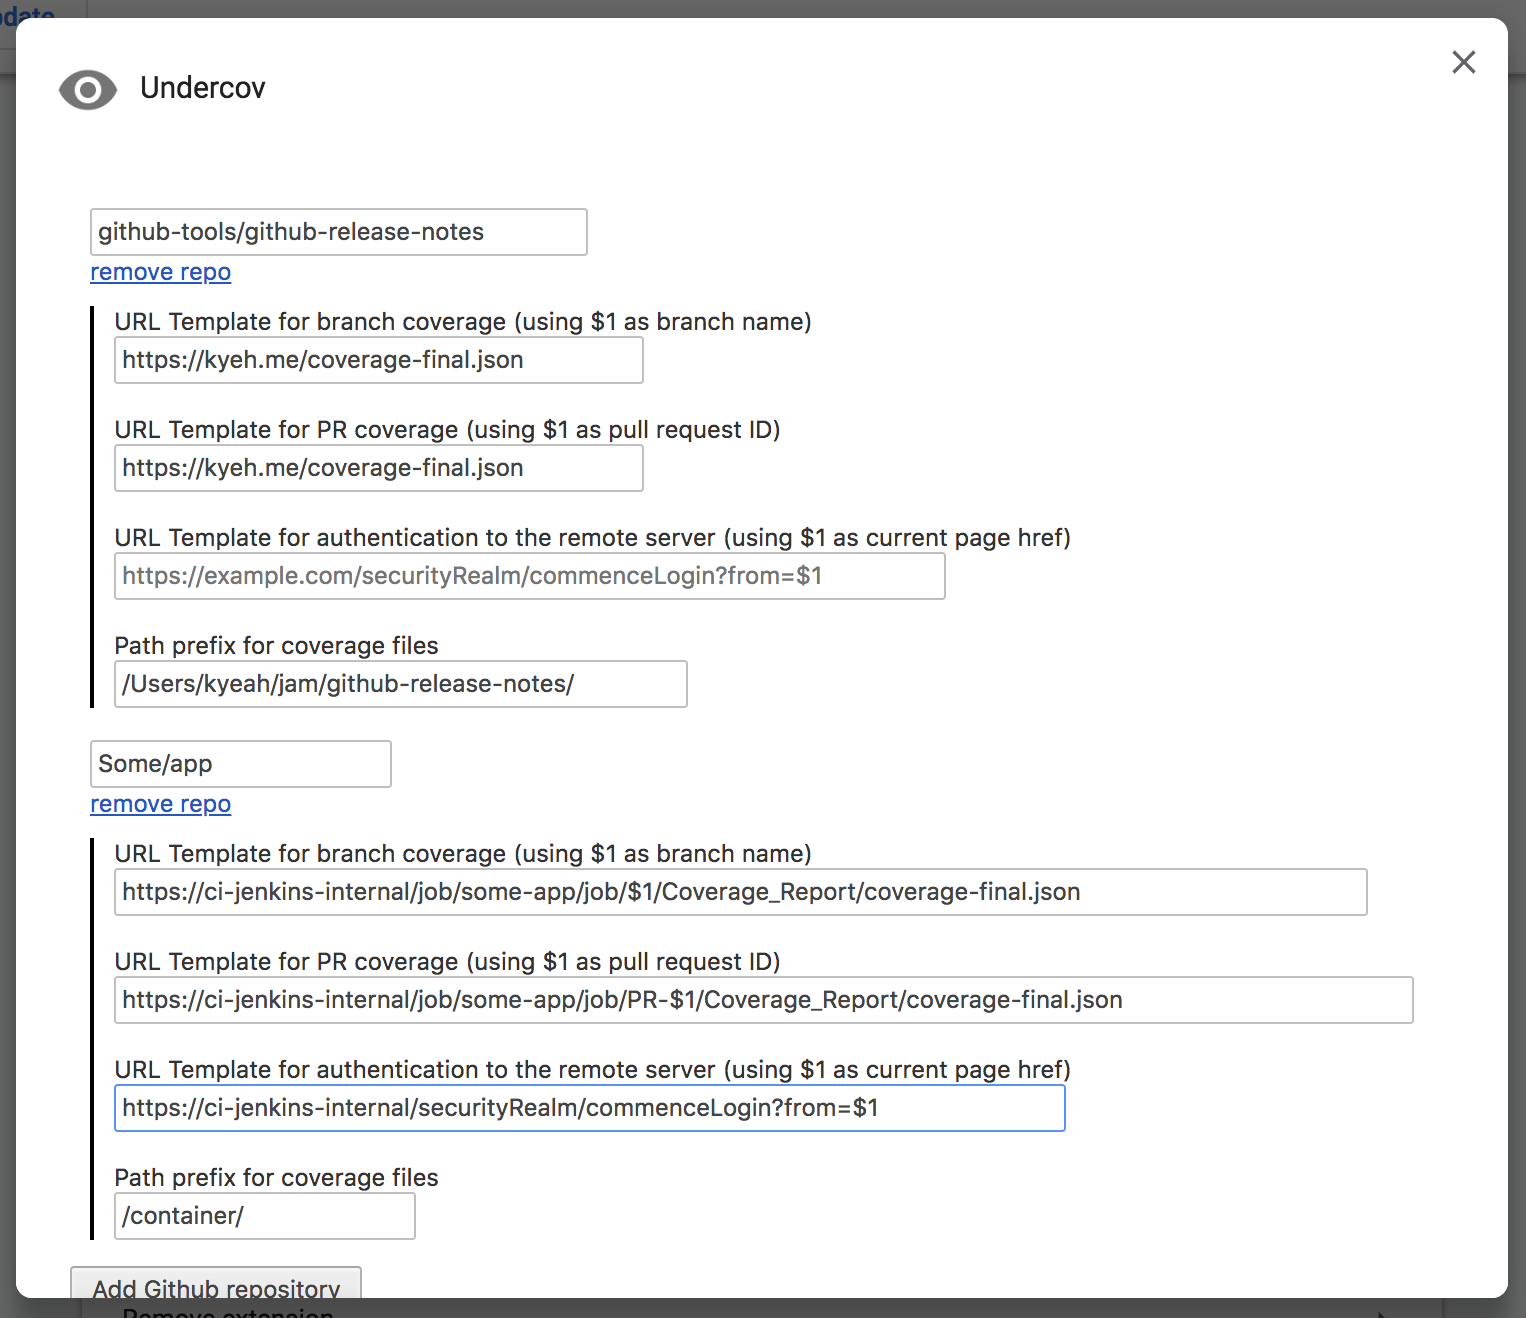 Undercov
github-tools/github-release-notes
remove repo
URL Template for branch coverage (using $1 as branch name)
https://kyeh.me/coverage-final.json
URL Template for PR coverage (using $1 as pull request ID)
https://kyeh.me/coverage-final.json
URL Template for authentication to the remote server (using $1 as current page href)
https://example.com/securityRealm/commenceLogin?from=$1
Path prefix for coverage files
/Users/kyeah/jam/github-release-notes/
Some/app
remove repo
URL Template for branch coverage (using $1 as branch name)
https://ci-jenkins-internal/job/some-app/job/$1/Coverage_Report/coverage-final.json
URL Template for PR coverage (using $1 as pull request ID)
https://ci-jenkins-internal/job/some-app/job/PR-$1/Coverage_Report/coverage-final.json
URL Template for authentication to the remote server (using $1 as current page href)
https://ci-jenkins-internal/securityRealm/commenceLogin?from=$1
Path prefix for coverage files
/container/
Add Github repository
Remove extension